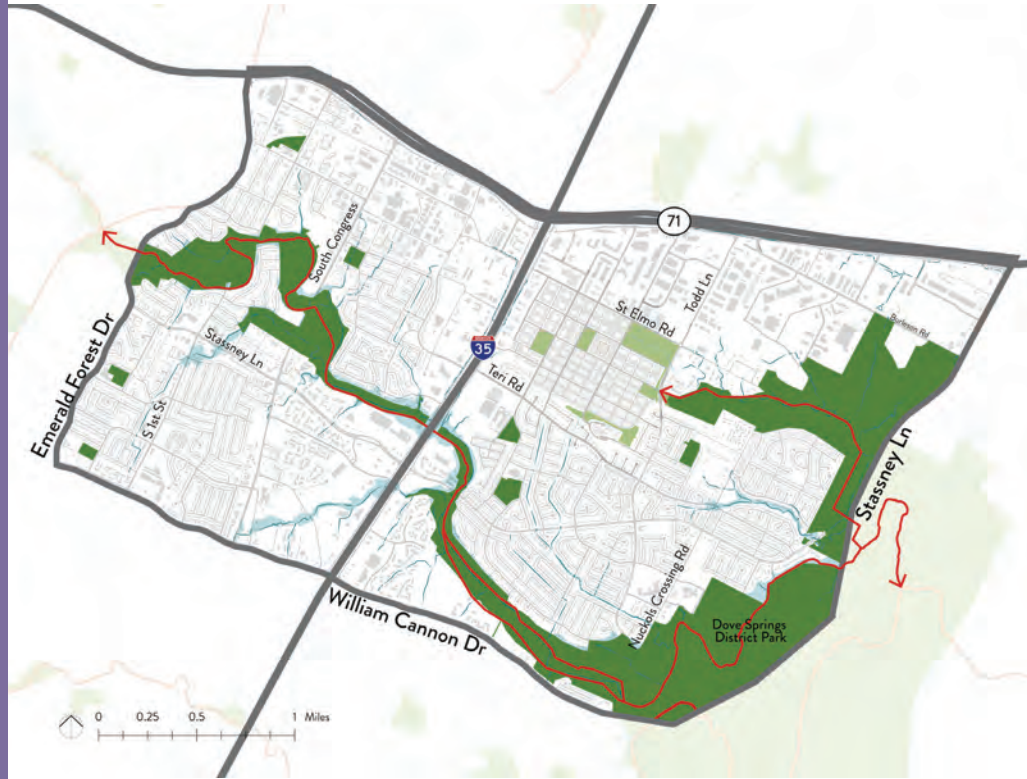 71
South Congress
Todd Ln
St Elmo Rd
Burleson Rd
35
Stassney Ln
Teri Rd
Emerald Forest Dr
S 1st St
Stassney Ln
Nuckols Crossing Rd
William Cannon Dr
Dove Springs
District Park
0 0.25 0.5 1 Miles